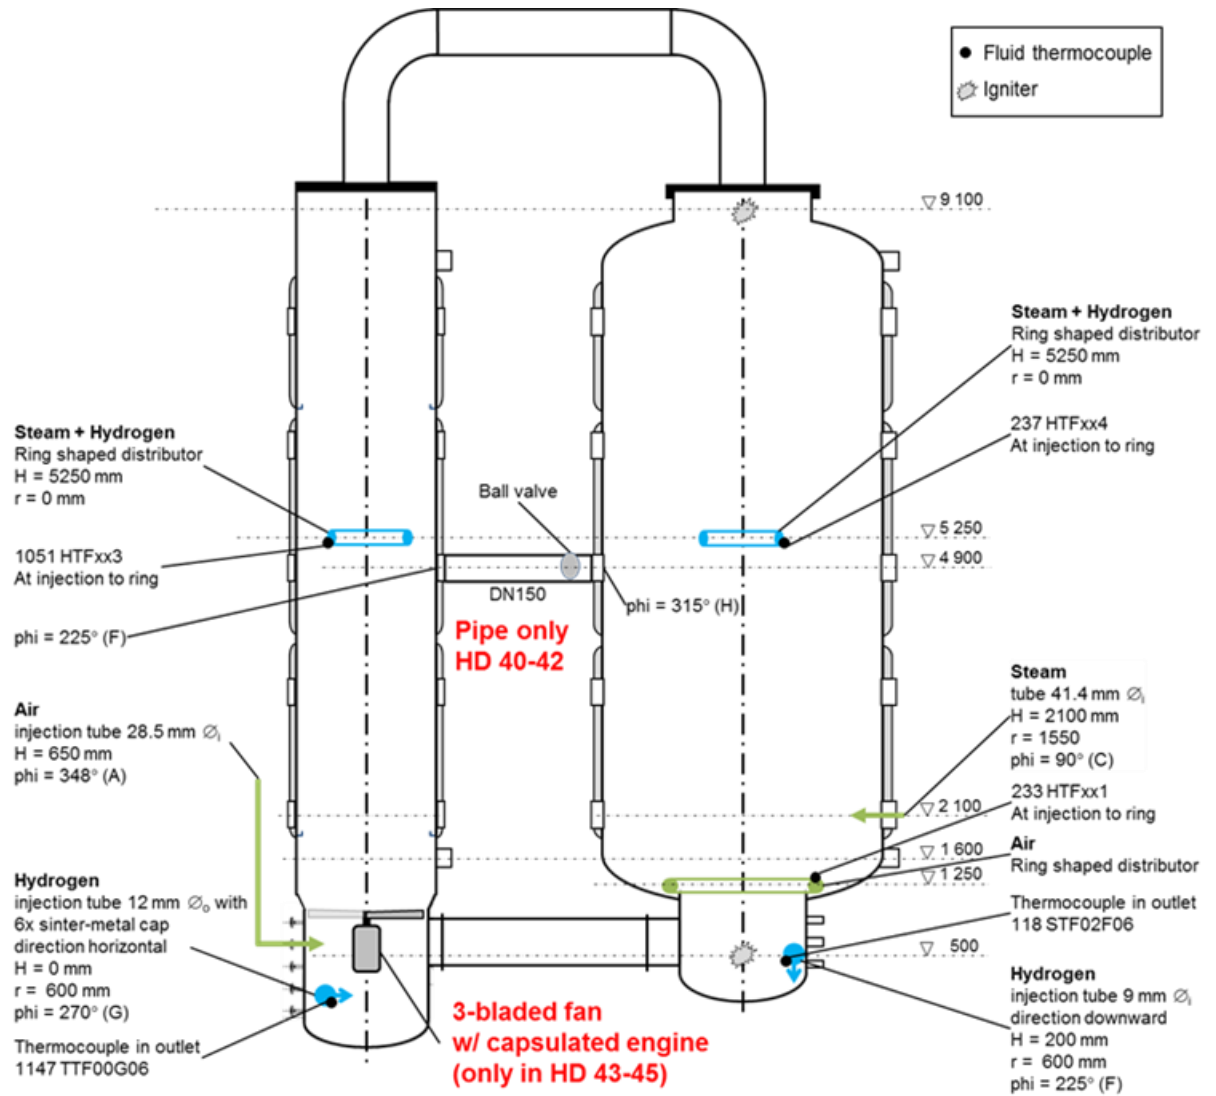 Fluid thermocouple
Igniter
▽ 9 100
Steam + Hydrogen
Ring shaped distributor
H = 5250 mm
r = 0 mm
237 HTFxx4
At injection to ring
Steam + Hydrogen
Ring shaped distributor
H = 5250 mm
r = 0 mm
Ball valve
▽ 5 250
1051 HTFxx3
At injection to ring
▽ 4 900
DN150
phi = 315° (H)
phi = 225° (F)
Pipe only
HD 40-42
Steam
tube 41.4 mm ∅i
H = 2100 mm
r = 1550
phi = 90° (C)
Air
injection tube 28.5 mm ∅i
H = 650 mm
phi = 348° (A)
233 HTFxx1
At injection to ring
▽ 2 100
Air
Ring shaped distributor
▽ 1 600
▽ 1 250
Hydrogen
injection tube 12 mm ∅o with
6x sinter-metal cap
direction horizontal
H = 0 mm
r = 600 mm
phi = 270° (G)
Thermocouple in outlet
118 STF02F06
▽ 500
Hydrogen
injection tube 9 mm ∅i
direction downward
H = 200 mm
r = 600 mm
phi = 225° (F)
3-bladed fan
w/ capsulated engine
(only in HD 43-45)
Thermocouple in outlet
1147 TTF00G06